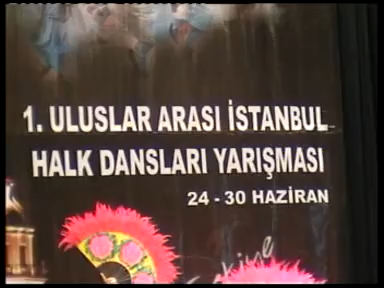 1. ULUSLAR ARASI İSTANBUL
HALK DANSLARI YARIŞMASI
24 - 30 HAZİRAN